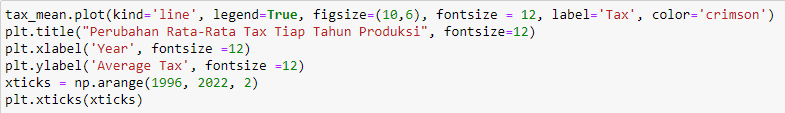 tax_mean.plot(kind='line', legend=True, figsize=(10,6), fontsize = 12, label='Tax', color='crimson')
plt.title("Perubahan Rata-Rata Tax Tiap Tahun Produksi", fontsize=12)
plt.xlabel('Year', fontsize =12)
plt.ylabel('Average Tax', fontsize =12)
xticks = np.arange(1996, 2022, 2)
plt.xticks(xticks)